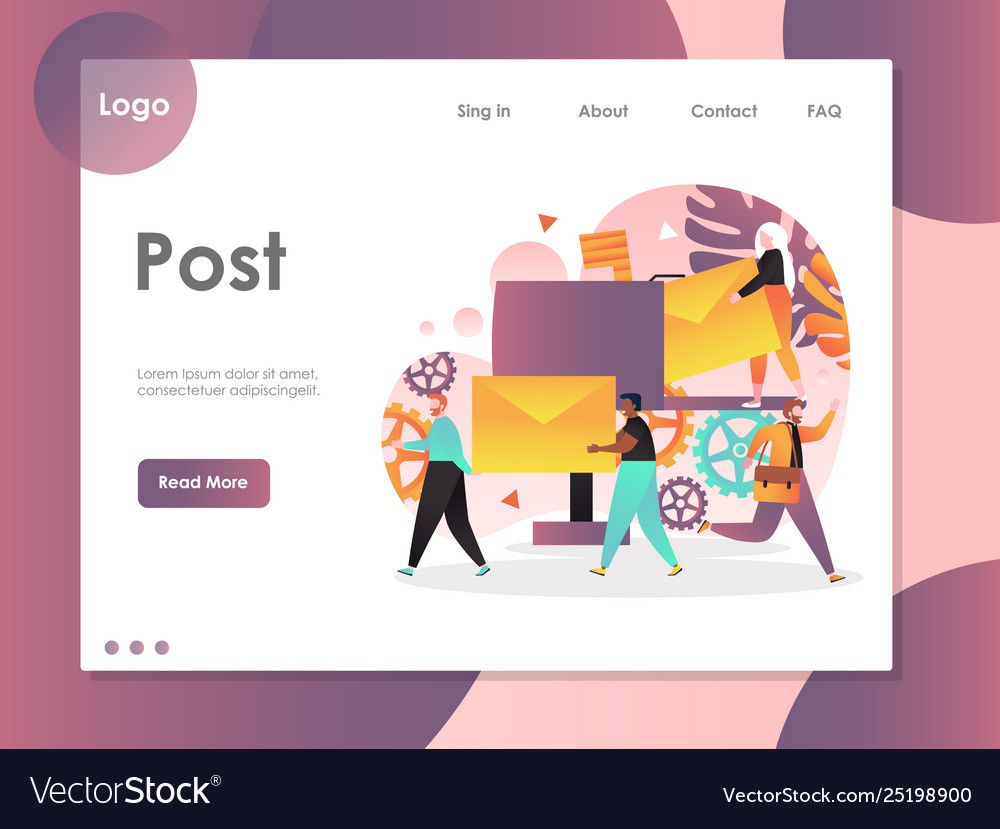 Logo
Sing in About Contact FAQ
Post
Lorem Ipsum dolor sit amet,
consectetuer adipiscingelit.
Read More
VectorStock®
VectorStock.com/25198900